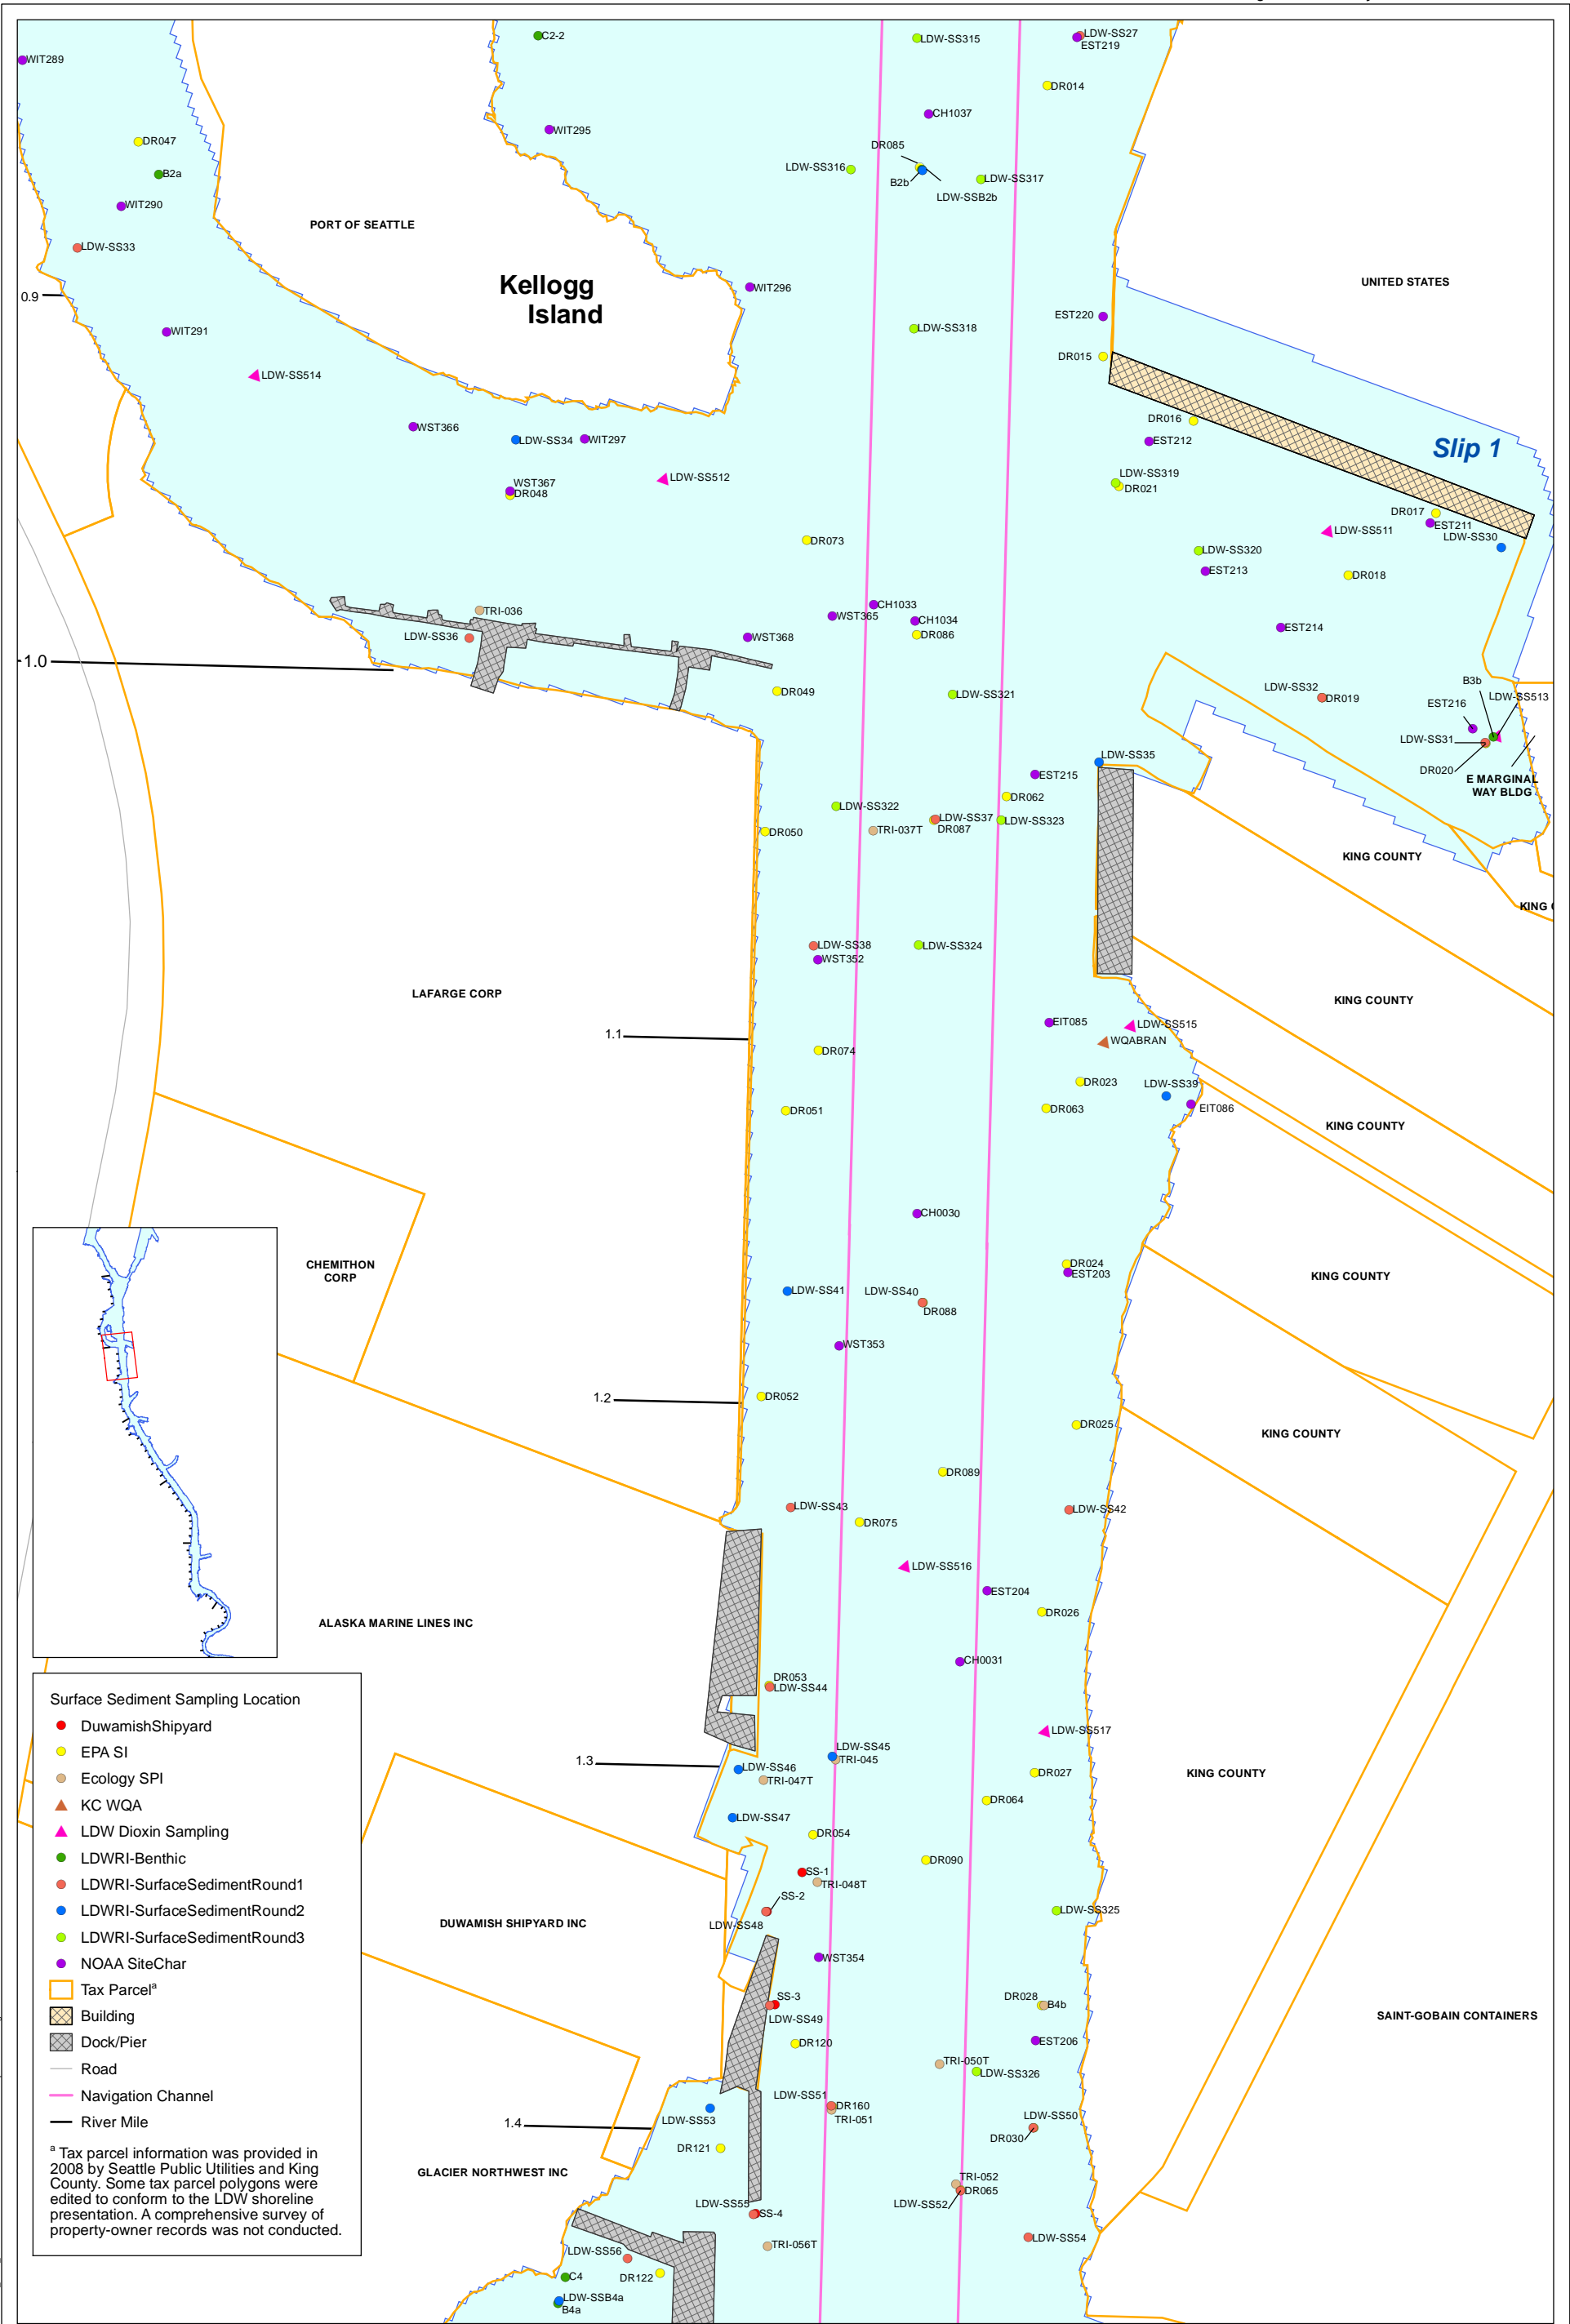 LDW-SS27
C2-2
LDW-SS315
EST219
WIT289
DR014
CH1037
WIT295
DR047
DR085
LDW-SS316
B2a
B2b
LDW-SS317
LDW-SSB2b
WIT290
PORT OF SEATTLE
LDW-SS33
UNITED STATES
Kellogg
Island
WIT296
0.9
EST220
LDW-SS318
WIT291
DR015
LDW-SS514
DR016
WST366
LDW-SS34
WIT297
EST212
Slip 1
LDW-SS319
LDW-SS512
WST367
DR048
DR021
DR017
EST211
LDW-SS511
LDW-SS30
DR073
LDW-SS320
EST213
DR018
CH1033
TRI-036
WST365
CH1034
EST214
LDW-SS36
WST368
DR086
1.0
B3b
LDW-SS32
DR049
LDW-SS321
DR019
LDW-SS513
EST216
LDW-SS31
LDW-SS35
DR020
EST215
E MARGINAL
WAY BLDG
DR062
LDW-SS322
LDW-SS37
LDW-SS323
DR050
TRI-037T
DR087
KING COUNTY
KING
LDW-SS38
LDW-SS324
WST352
LAFARGE CORP
KING COUNTY
EIT085
LDW-SS515
1.1
WQABRAN
DR074
DR023
LDW-SS39
DR051
DR063
EIT086
KING COUNTY
CH0030
CHEMITHON
CORP
DR024
EST203
KING COUNTY
LDW-SS41
LDW-SS40
DR088
WST353
1.2
DR052
DR025
KING COUNTY
DR089
LDW-SS43
LDW-SS42
DR075
LDW-SS516
EST204
DR026
ALASKA MARINE LINES INC
CH0031
DR053
LDW-SS44
Surface Sediment Sampling Location
DuwamishShipyard
EPA SI
Ecology SPI
KC WQA
LDW Dioxin Sampling
LDWRI-Benthic
LDWRI-SurfaceSedimentRound1
LDWRI-SurfaceSedimentRound2
LDWRI-SurfaceSedimentRound3
NOAA SiteChar
Tax Parcelᵃ
Building
Dock/Pier
Road
Navigation Channel
River Mile
ᵃ Tax parcel information was provided in
2008 by Seattle Public Utilities and King
County. Some tax parcel polygons were
edited to conform to the LDW shoreline
presentation. A comprehensive survey of
property-owner records was not conducted.
LDW-SS517
LDW-SS45
TRI-045
1.3
LDW-SS46
TRI-047T
DR027
KING COUNTY
DR064
LDW-SS47
DR054
DR090
SS-1
TRI-048T
SS-2
LDW-SS48
LDW-SS325
DUWAMISH SHIPYARD INC
WST354
SS-3
LDW-SS49
DR028
B4b
SAINT-GOBAIN CONTAINERS
DR120
EST206
TRI-050T
LDW-SS326
LDW-SS51
DR160
TRI-051
LDW-SS53
1.4
LDW-SS50
DR030
DR121
GLACIER NORTHWEST INC
TRI-052
DR065
LDW-SS52
LDW-SS55
SS-4
LDW-SS54
TRI-056T
LDW-SS56
C4
DR122
LDW-SSB4a
B4a